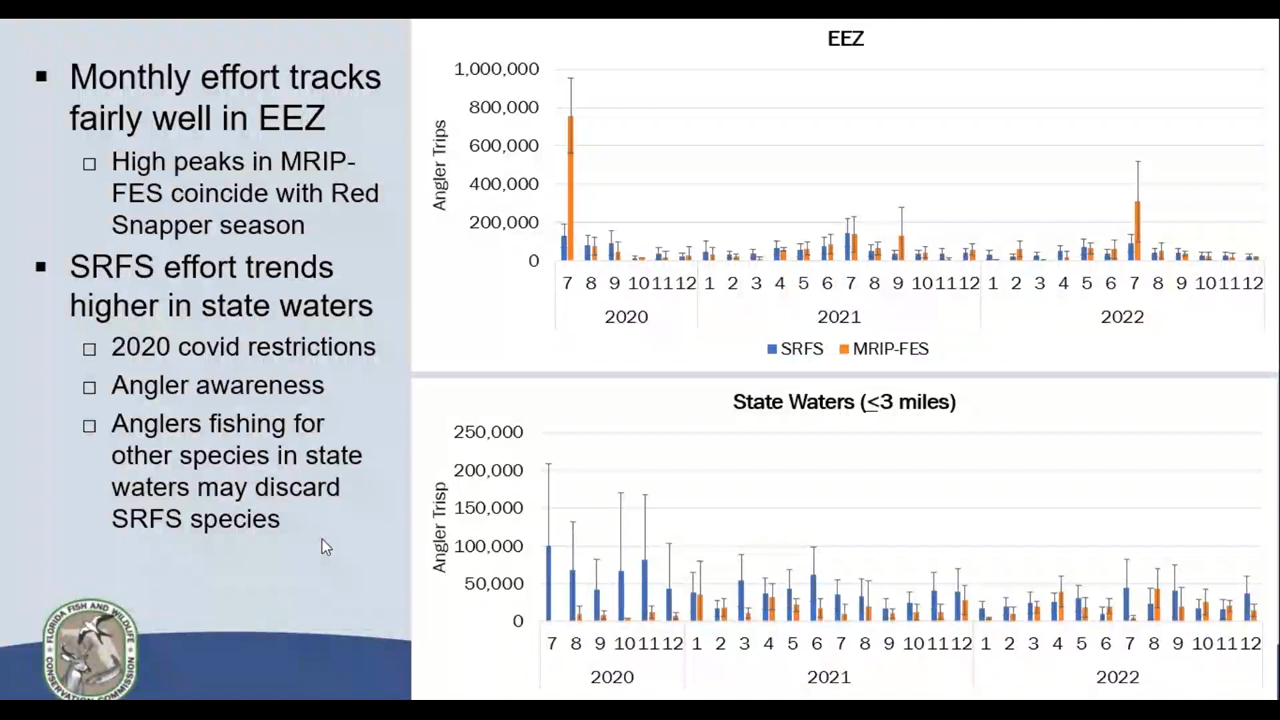 Monthly effort tracks
fairly well in EEZ
High peaks in MRIP-
FES coincide with Red
Snapper season
SRFS effort trends
higher in state waters
2020 covid restrictions
Angler awareness
Anglers fishing for
other species in state
waters may discard
SRFS species
FLORIDA FISH AND WILDLIFE
CONSERVATION COMMISSION
EEZ
Angler Trips
1,000,000
800,000
600,000
400,000
200,000
0
7 8 9 10 11 12 1 2 3 4 5 6 7 8 9 10 11 12 1 2 3 4 5 6 7 8 9 10 11 12
2020 2021 2022
SRFS MRIP-FES
State Waters (<3 miles)
Angler Trisp
250,000
200,000
150,000
100,000
50,000
0
7 8 9 10 11 12 1 2 3 4 5 6 7 8 9 10 11 12 1 2 3 4 5 6 7 8 9 10 11 12
2020 2021 2022